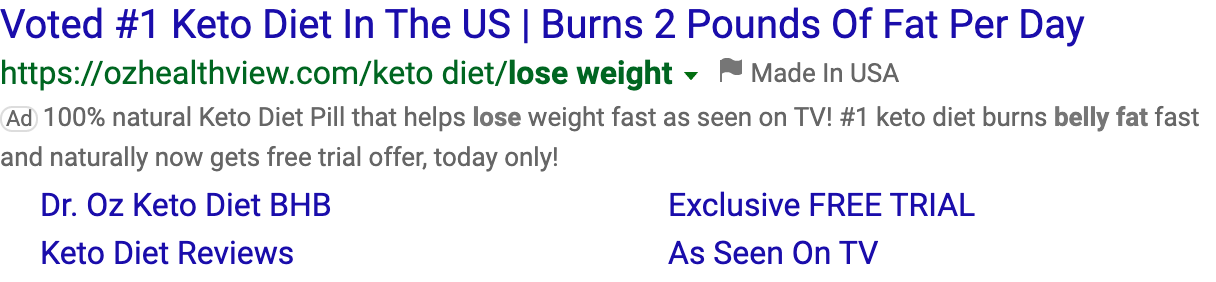 Voted #1 Keto Diet In The US | Burns 2 Pounds Of Fat Per Day
https://ozhealthview.com/keto diet/lose weight Made In USA
Ad 100% natural Keto Diet Pill that helps lose weight fast as seen on TV! #1 keto diet burns belly fat fast
and naturally now gets free trial offer, today only!
Dr. Oz Keto Diet BHB Exclusive FREE TRIAL
Keto Diet Reviews As Seen On TV